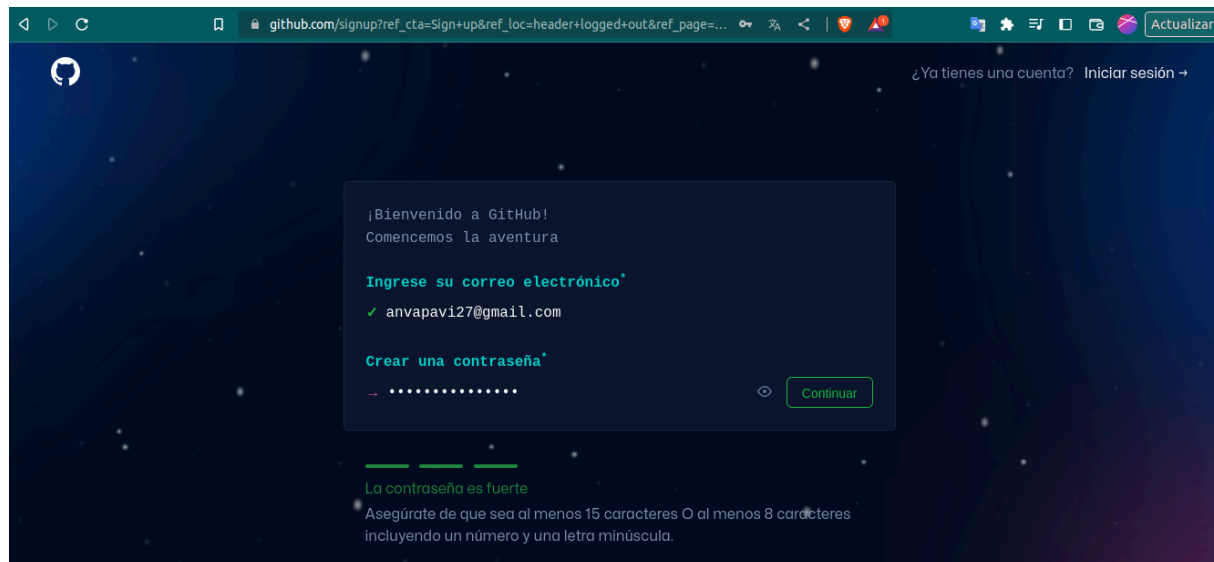 github.com/signup?ref_cta=Sign+up&ref_loc=header+logged+out&ref_page=...
Actualizar
¿Ya tienes una cuenta? Iniciar sesión →
¡Bienvenido a GitHub!
Comencemos la aventura
Ingrese su correo electrónico*
✓ anvapavi27@gmail.com
Crear una contraseña*
→ •••••••••••••••
Continuar
La contraseña es fuerte
Asegúrate de que sea al menos 15 caracteres O al menos 8 caracteres
incluyendo un número y una letra minúscula.